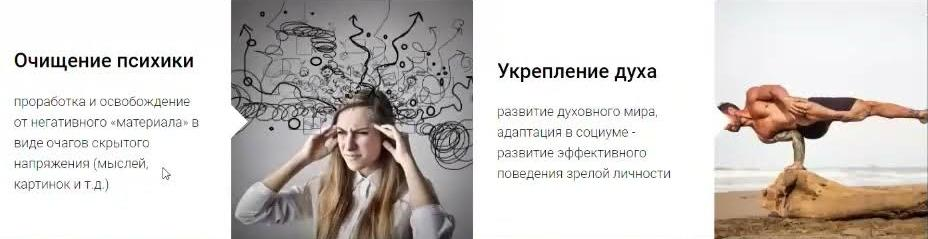 Очищение психики
проработка и освобождение
от негативного «материала» в
виде очагов скрытого
напряжения (мыслей,
картинок и т.д.)
Укрепление духа
развитие духовного мира,
адаптация в социуме -
развитие эффективного
поведения зрелой личности